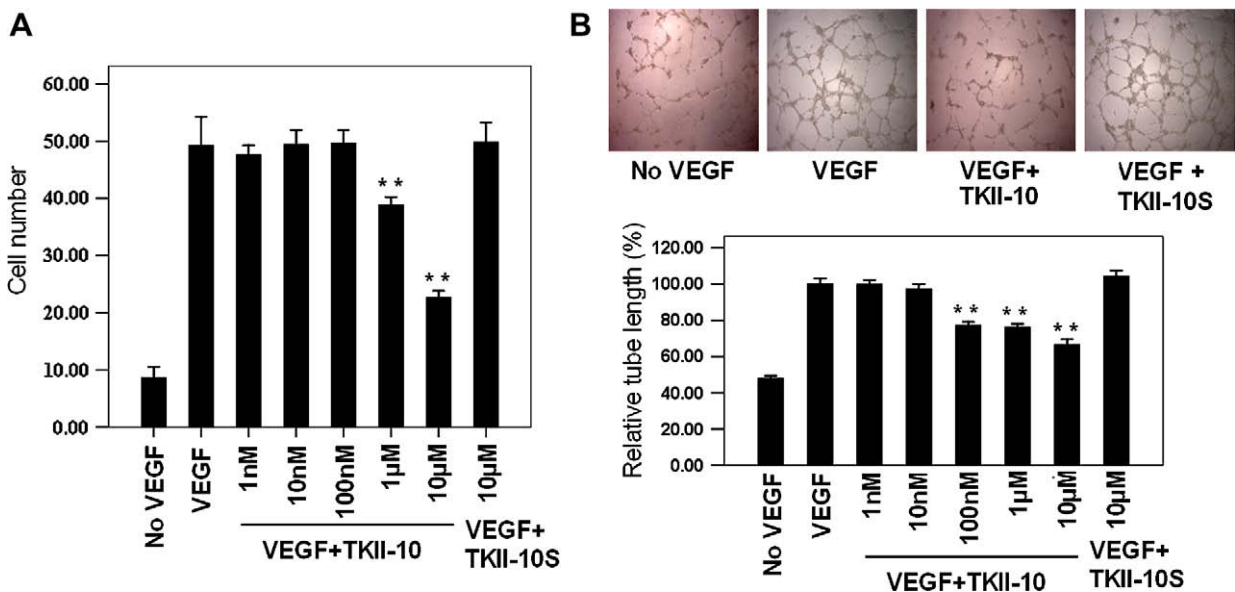 A
Cell number
60.00
50.00
40.00
30.00
20.00
10.00
0.00
**
**
No VEGF
VEGF
1nM
10nM
100nM
1µM
10µM
10µM
VEGF+TKII-10
VEGF+
TKII-10S
B
No VEGF
VEGF
VEGF+
TKII-10
VEGF +
TKII-10S
Relative tube length (%)
120.00
100.00
80.00
60.00
40.00
20.00
0.00
**
**
**
No VEGF
VEGF
1nM
10nM
100nM
1µM
10µM
10µM
VEGF+TKII-10
VEGF+
TKII-10S